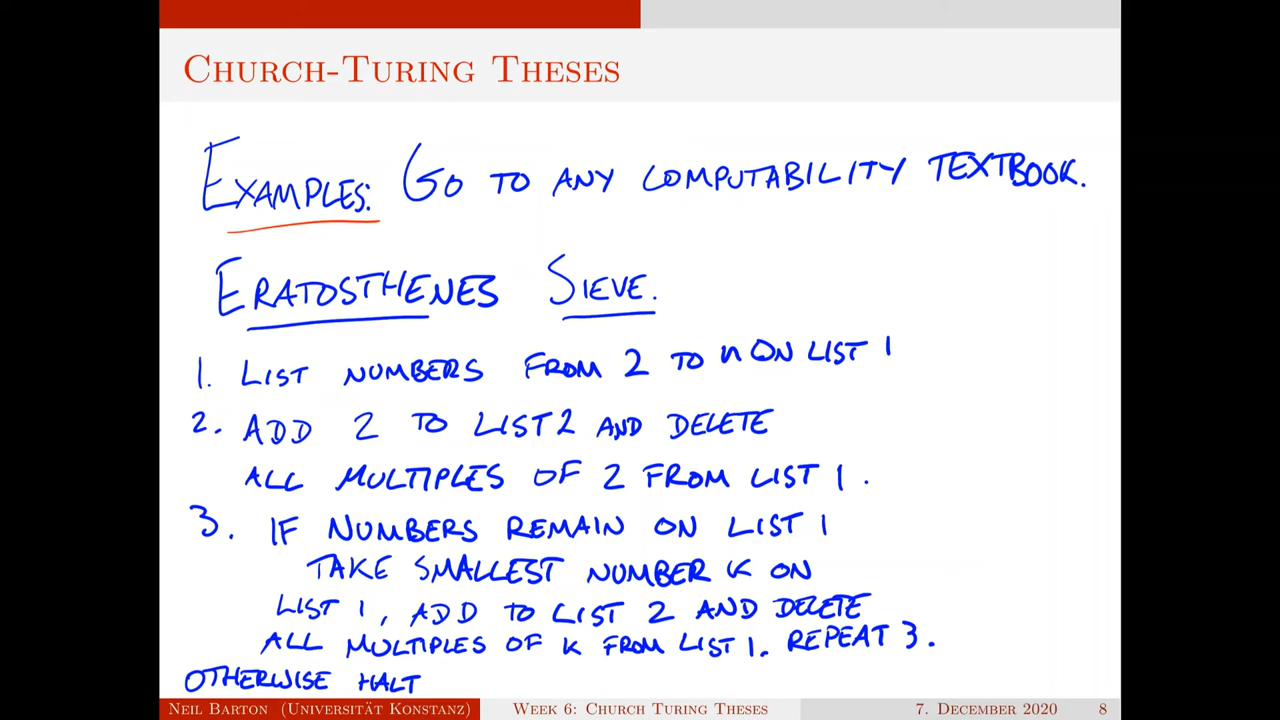 CHURCH-TURING THESES
EXAMPLES: GO TO ANY COMPUTABILITY TEXTBOOK.
ERATOSTHENES SIEVE.
1. LIST NUMBERS FROM 2 TO n ON LIST 1
2. ADD 2 TO LIST 2 AND DELETE
ALL MULTIPLES OF 2 FROM LIST 1.
3. IF NUMBERS REMAIN ON LIST 1
TAKE SMALLEST NUMBER K ON
LIST 1, ADD TO LIST 2 AND DELETE
ALL MULTIPLES OF K FROM LIST 1. REPEAT 3.
OTHERWISE HALT
NEIL BARTON (UNIVERSITÄT KONSTANZ) WEEK 6: CHURCH TURING THESES 7. DECEMBER 2020 8